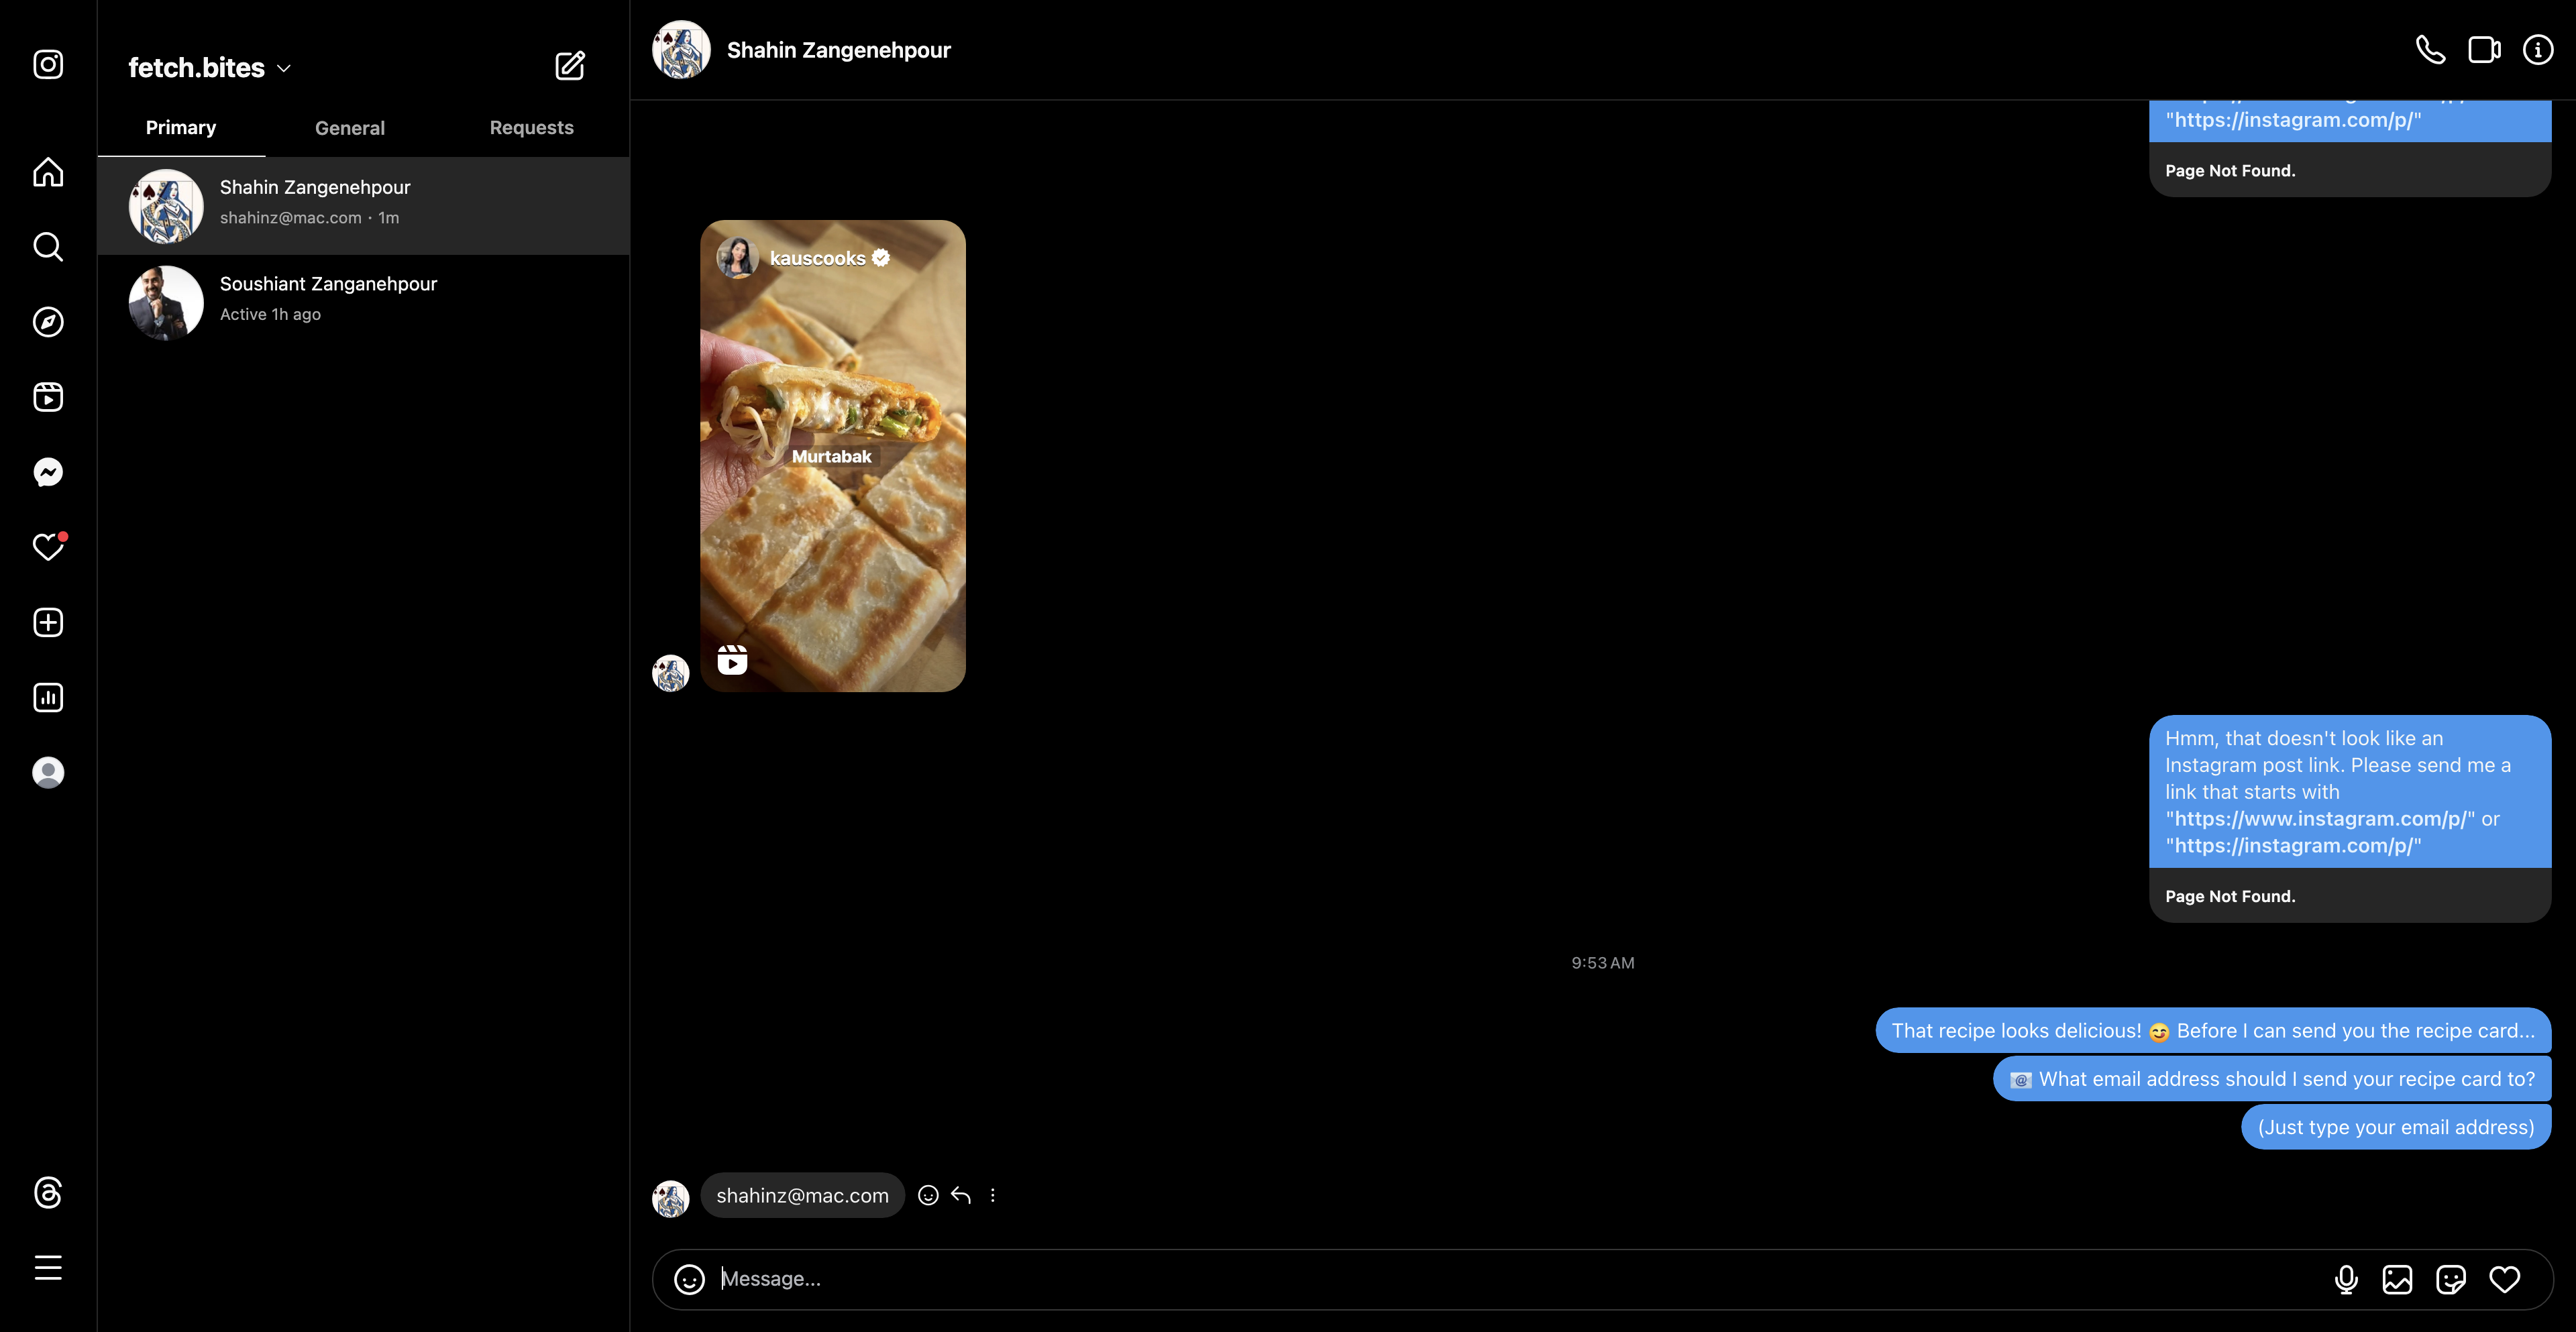 fetch.bites
Primary
General
Requests
Shahin Zangenehpour
shahinz@mac.com · 1m
Soushiant Zanganehpour
Active 1h ago
Shahin Zangenehpour
"https://instagram.com/p/"
Page Not Found.
kauscooks
Murtabak
Hmm, that doesn't look like an
Instagram post link. Please send me a
link that starts with
"https://www.instagram.com/p/" or
"https://instagram.com/p/"
Page Not Found.
9:53 AM
That recipe looks delicious! 😋 Before I can send you the recipe card...
📧 What email address should I send your recipe card to?
(Just type your email address)
shahinz@mac.com
Message...